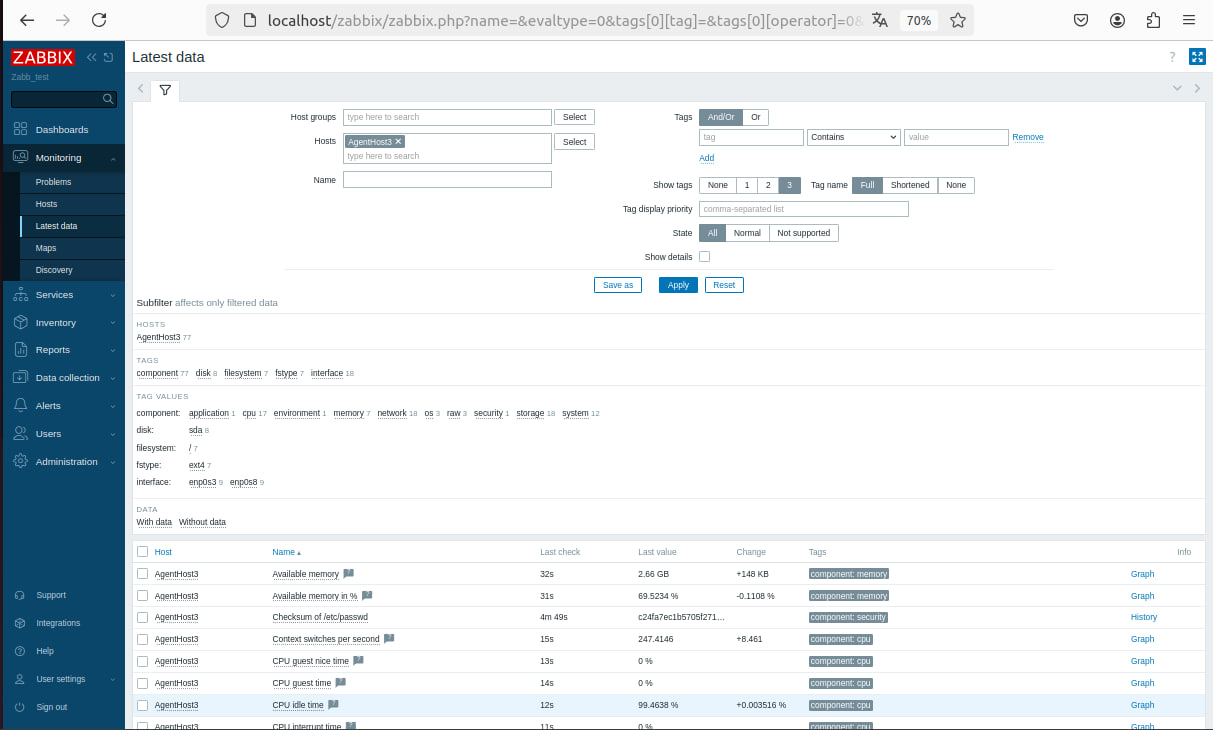 localhost/zabbix/zabbix.php?name=&evaltype=0&tags[0][tag]=&tags[0][operator]=0& 70%
ZABBIX
Zabb_test
Dashboards
Monitoring
Problems
Hosts
Latest data
Maps
Discovery
Services
Inventory
Reports
Data collection
Alerts
Users
Administration
Support
Integrations
Help
User settings
Sign out
Latest data ?
Host groups type here to search Select
Hosts AgentHost3 Select
type here to search
Name
Tags And/Or Or
tag Contains value Remove
Add
Show tags None 1 2 3 Tag name Full Shortened None
Tag display priority comma-separated list
State All Normal Not supported
Show details
Save as Apply Reset
Subfilter affects only filtered data
HOSTS
AgentHost3 77
TAGS
component 77 disk 8 filesystem 7 fstype 7 interface 18
TAG VALUES
component: application 1 cpu 17 environment 1 memory 7 network 18 os 3 raw 3 security 1 storage 18 system 12
disk: sda 8
filesystem: / 7
fstype: ext4 7
interface: enp0s3 9 enp0s8 9
DATA
With data Without data
Host Name Last check Last value Change Tags Info
AgentHost3 Available memory ? 32s 2.66 GB +148 KB component: memory Graph
AgentHost3 Available memory in % ? 31s 69.5234 % -0.1108 % component: memory Graph
AgentHost3 Checksum of /etc/passwd 4m 49s c24fa7ec1b5705f271... component: security History
AgentHost3 Context switches per second ? 15s 247.4146 +8.461 component: cpu Graph
AgentHost3 CPU guest nice time ? 13s 0 % component: cpu Graph
AgentHost3 CPU guest time ? 14s 0 % component: cpu Graph
AgentHost3 CPU idle time ? 12s 99.4638 % +0.003516 % component: cpu Graph
AgentHost3 CPU interrupt time ? 11s 0 % component: cpu Graph